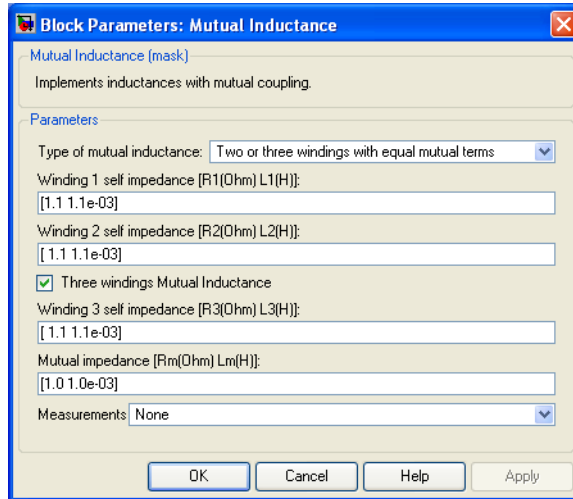 Block Parameters: Mutual Inductance
Mutual Inductance (mask)
Implements inductances with mutual coupling.
Parameters
Type of mutual inductance: Two or three windings with equal mutual terms
Winding 1 self impedance [R1(Ohm) L1(H)]:
[1.1 1.1e-03]
Winding 2 self impedance [R2(Ohm) L2(H)]:
[ 1.1 1.1e-03]
Three windings Mutual Inductance
Winding 3 self impedance [R3(Ohm) L3(H)]:
[ 1.1 1.1e-03]
Mutual impedance [Rm(Ohm) Lm(H)]:
[1.0 1.0e-03]
Measurements None
OK Cancel Help Apply